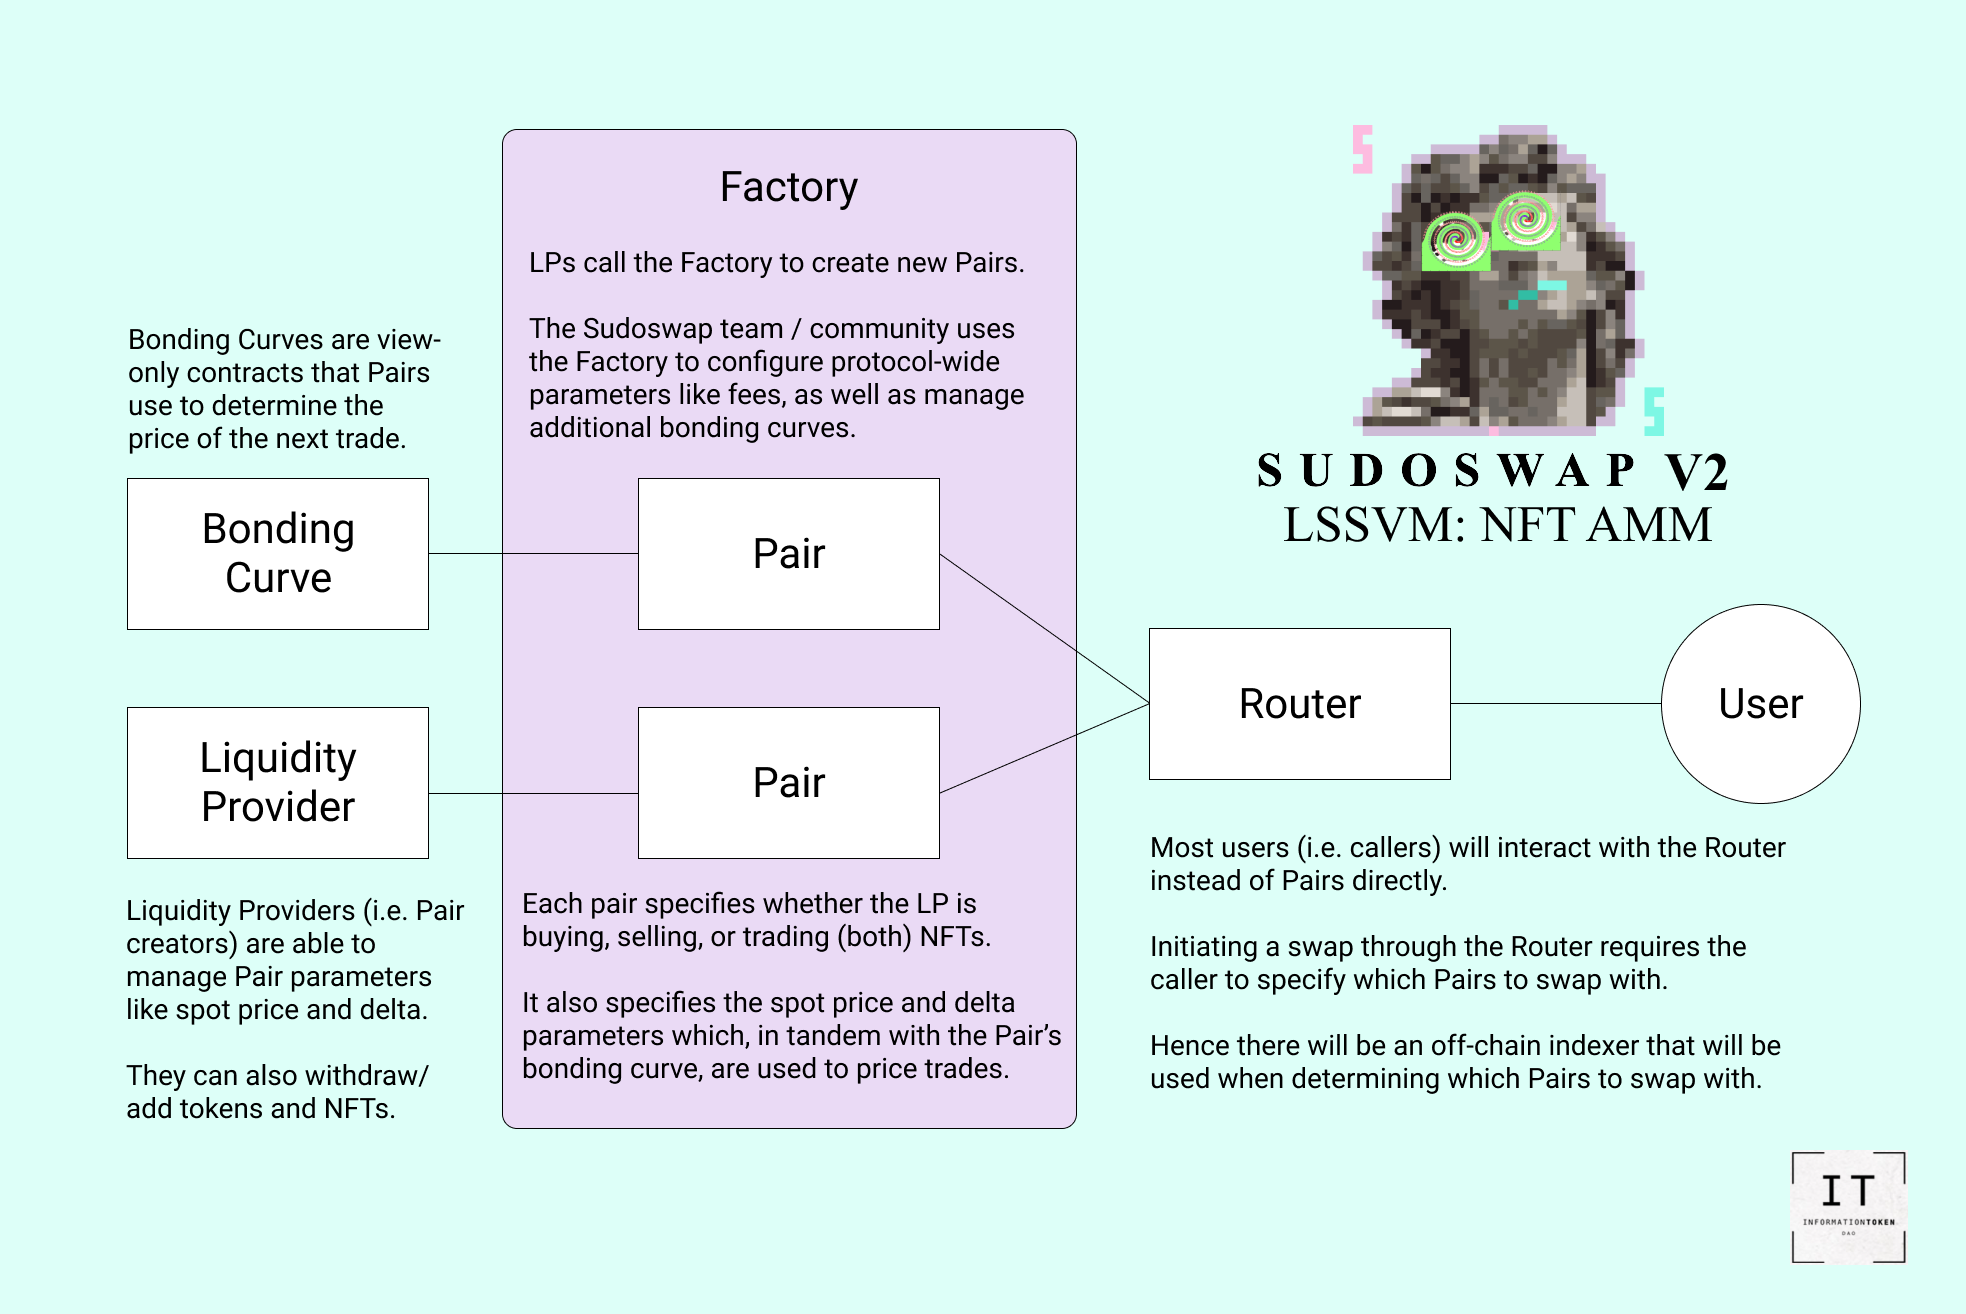 Factory
LPs call the Factory to create new Pairs.
The Sudoswap team / community uses
the Factory to configure protocol-wide
parameters like fees, as well as manage
additional bonding curves.
Bonding Curves are view-
only contracts that Pairs
use to determine the
price of the next trade.
Bonding
Curve
Pair
S
S
SUDOSWAP V2
LSSVM: NFT AMM
Liquidity
Provider
Pair
Router
User
Liquidity Providers (i.e. Pair
creators) are able to
manage Pair parameters
like spot price and delta.
They can also withdraw/
add tokens and NFTs.
Each pair specifies whether the LP is
buying, selling, or trading (both) NFTs.
It also specifies the spot price and delta
parameters which, in tandem with the Pair’s
bonding curve, are used to price trades.
Most users (i.e. callers) will interact with the Router
instead of Pairs directly.
Initiating a swap through the Router requires the
caller to specify which Pairs to swap with.
Hence there will be an off-chain indexer that will be
used when determining which Pairs to swap with.
IT
INFORMATIONTOKEN
DAO